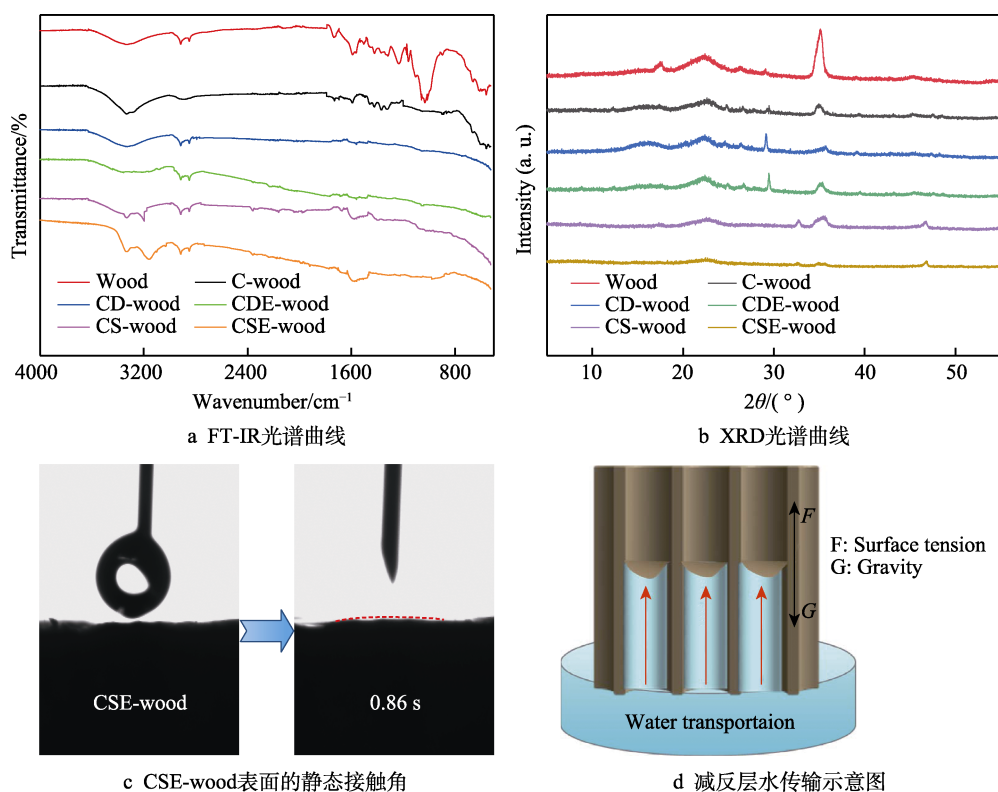 Transmittance/%
Wood
C-wood
CD-wood
CDE-wood
CS-wood
CSE-wood
4000 3200 2400 1600 800
Wavenumber/cm⁻¹
a FT-IR光谱曲线
Intensity (a. u.)
Wood
C-wood
CD-wood
CDE-wood
CS-wood
CSE-wood
10 20 30 40 50
2θ/(°)
b XRD光谱曲线
CSE-wood
0.86 s
c CSE-wood表面的静态接触角
F
G
F: Surface tension
G: Gravity
Water transportaion
d 减反层水传输示意图